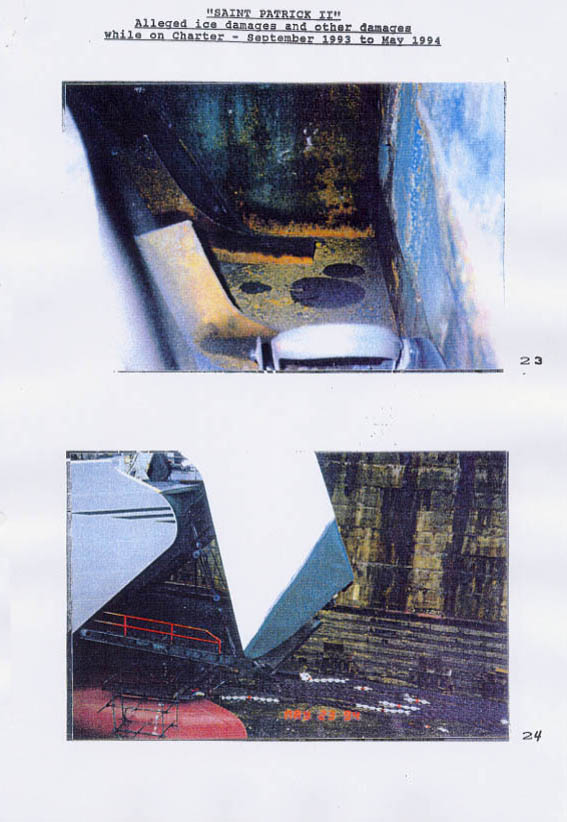 "SAINT PATRICK II"
Alleged ice damages and other damages
while on Charter - September 1993 to May 1994
23
24